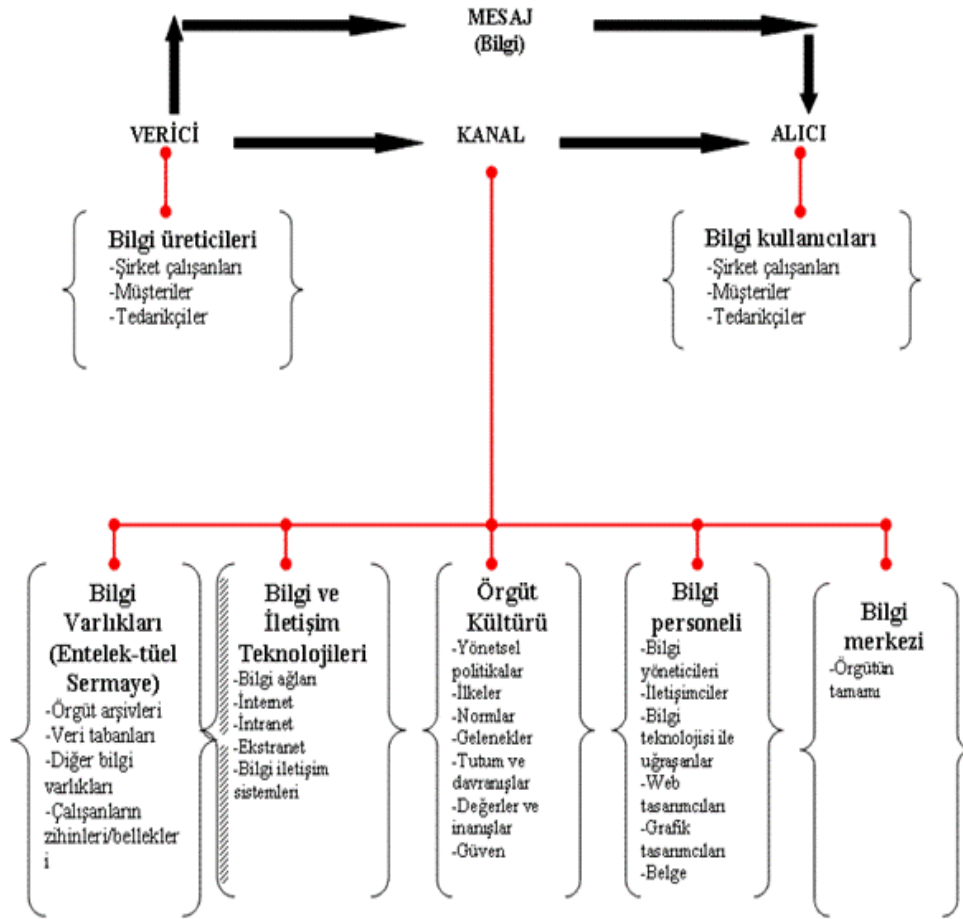 MESAJ
(Bilgi)
VERİCİ
KANAL
ALICI
Bilgi üreticileri
-Şirket çalışanları
-Müşteriler
-Tedarikçiler
Bilgi kullanıcıları
-Şirket çalışanları
-Müşteriler
-Tedarikçiler
Bilgi
Varlıkları
(Entelek-tüel
Sermaye)
-Örgüt arşivleri
-Veri tabanları
-Diğer bilgi
varlıkları
-Çalışanların
zihinleri/bellekler
i
Bilgi ve
İletişim
Teknolojileri
-Bilgi ağları
-İnternet
-İntranet
-Ekstranet
-Bilgi iletişim
sistemleri
Örgüt
Kültürü
-Yönetsel
politikalar
-İlkeler
-Normlar
-Gelenekler
-Tutum ve
davranışlar
-Değerler ve
inanışlar
-Güven
Bilgi
personeli
-Bilgi
yöneticileri
-İletişimciler
-Bilgi
teknolojisi ile
uğraşanlar
-Web
tasarımcıları
-Grafik
tasarımcıları
-Belge
Bilgi
merkezi
-Örgütün
tamamı